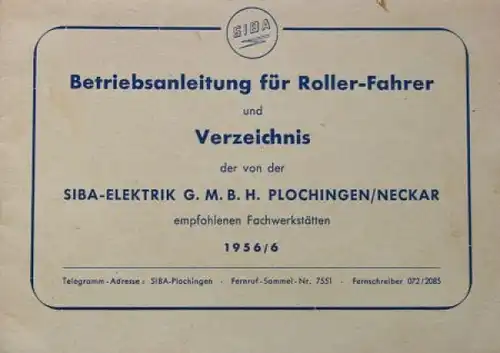 SIBA
Betriebsanleitung für Roller-Fahrer
und
Verzeichnis
der von der
SIBA-ELEKTRIK G. M. B. H. PLOCHINGEN/NECKAR
empfohlenen Fachwerkstätten
1956/6
Telegramm-Adresse: SIBA-Plochingen · Fernruf-Sammel-Nr. 7551 · Fernschreiber 072/2085